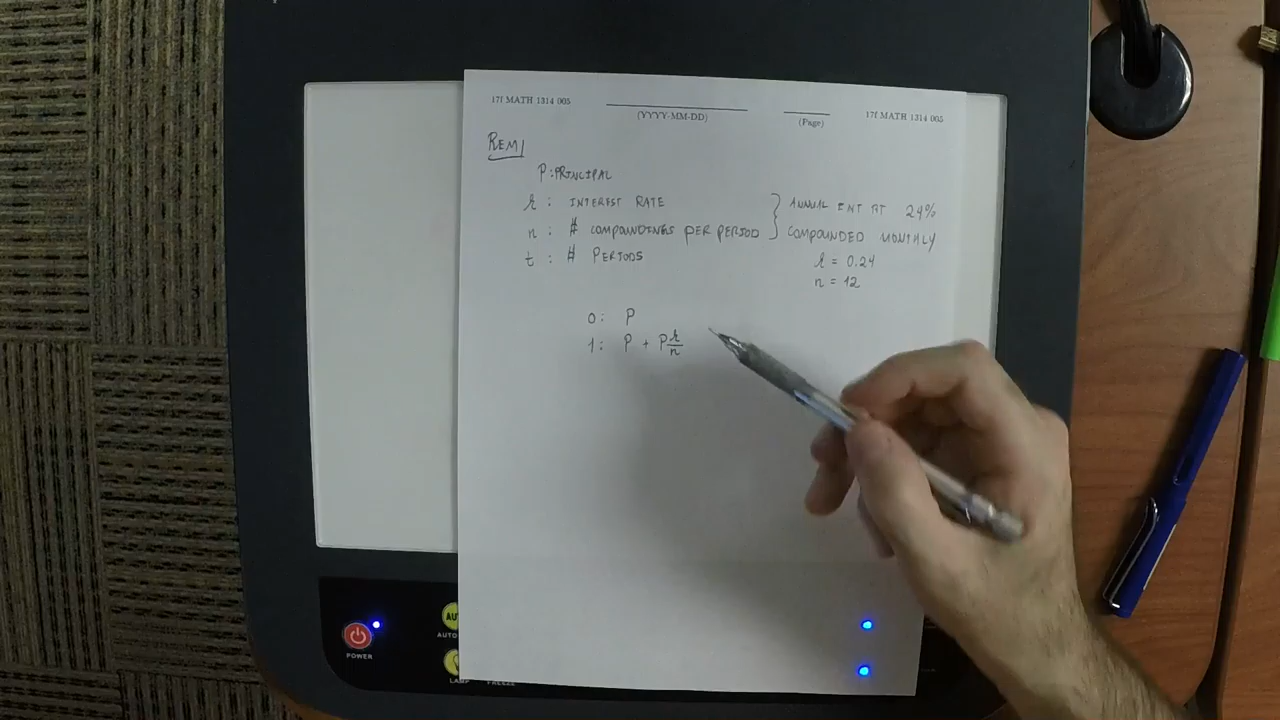 17f MATH 1314 005
(YYYY-MM-DD)
(Page)
17f MATH 1314 005
REM
P: PRINCIPAL
r : INTEREST RATE
n : # COMPOUNDINGS PER PERIOD
t : # PERIODS
ANNUAL INT AT 24%
COMPOUNDED MONTHLY
r = 0.24
n = 12
0: P
1: P + P r/n
POWER
LAMP